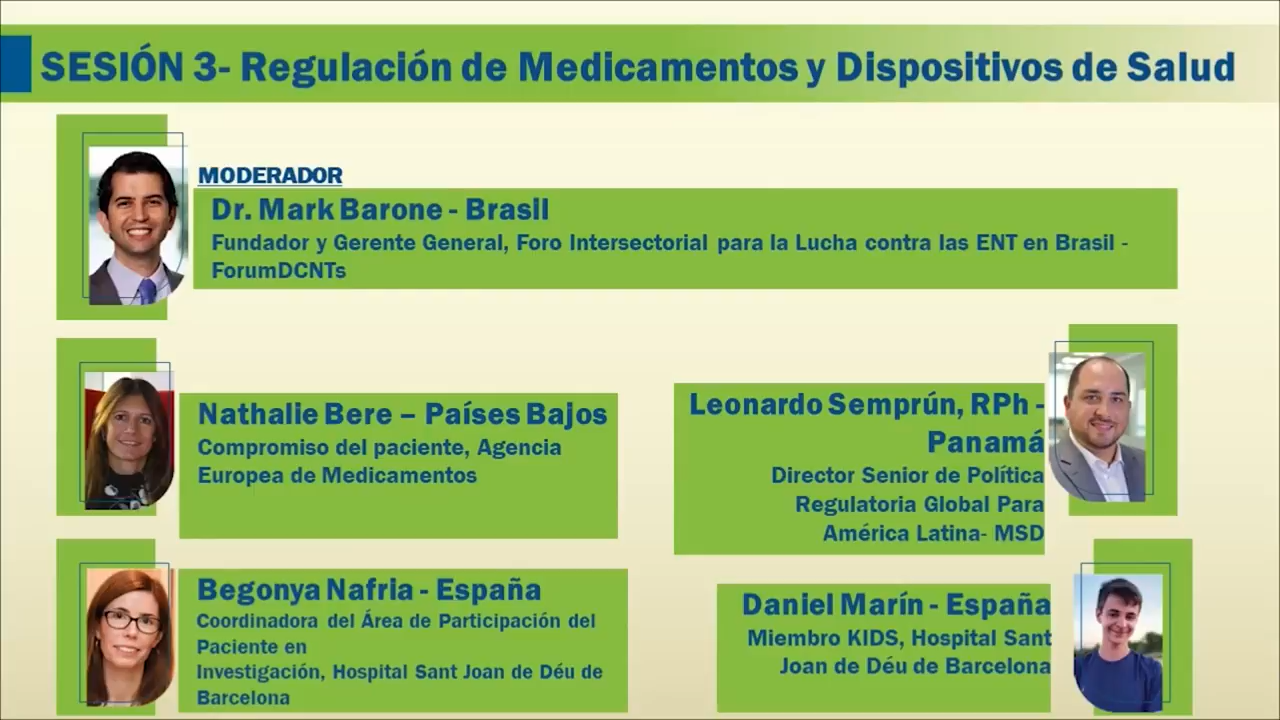 SESIÓN 3- Regulación de Medicamentos y Dispositivos de Salud
MODERADOR
Dr. Mark Barone - Brasil
Fundador y Gerente General, Foro Intersectorial para la Lucha contra las ENT en Brasil -
ForumDCNTs
Nathalie Bere – Países Bajos
Compromiso del paciente, Agencia
Europea de Medicamentos
Leonardo Semprún, RPh -
Panamá
Director Senior de Política
Regulatoria Global Para
América Latina- MSD
Begonya Nafria - España
Coordinadora del Área de Participación del
Paciente en
Investigación, Hospital Sant Joan de Déu de
Barcelona
Daniel Marín - España
Miembro KIDS, Hospital Sant
Joan de Déu de Barcelona